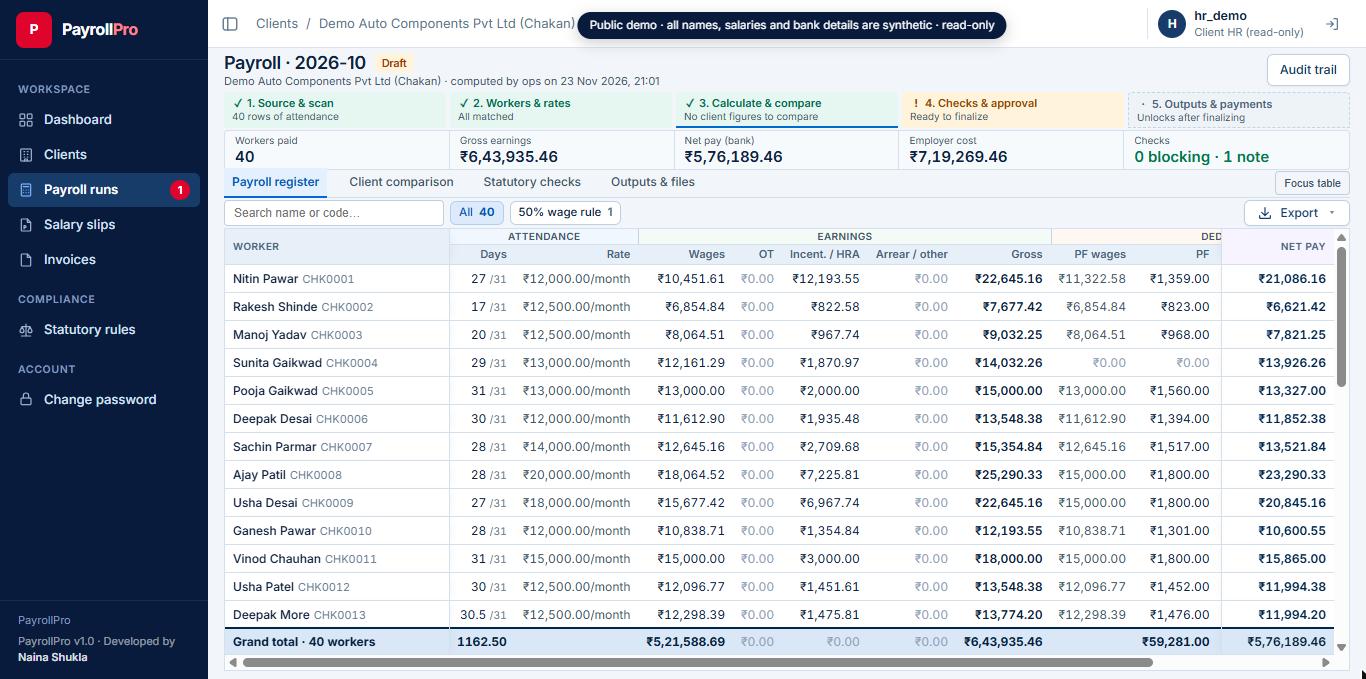 P PayrollPro
WORKSPACE
Dashboard
Clients
Payroll runs 1
Salary slips
Invoices
COMPLIANCE
Statutory rules
ACCOUNT
Change password
PayrollPro
PayrollPro v1.0 · Developed by
Naina Shukla
Clients / Demo Auto Components Pvt Ltd (Chakan)
Public demo · all names, salaries and bank details are synthetic · read-only
H hr_demo
Client HR (read-only)
Payroll · 2026-10 Draft
Demo Auto Components Pvt Ltd (Chakan) · computed by ops on 23 Nov 2026, 21:01
Audit trail
✓ 1. Source & scan
40 rows of attendance
✓ 2. Workers & rates
All matched
✓ 3. Calculate & compare
No client figures to compare
! 4. Checks & approval
Ready to finalize
· 5. Outputs & payments
Unlocks after finalizing
Workers paid
40
Gross earnings
₹6,43,935.46
Net pay (bank)
₹5,76,189.46
Employer cost
₹7,19,269.46
Checks
0 blocking · 1 note
Payroll register Client comparison Statutory checks Outputs & files Focus table
Search name or code... All 40 50% wage rule 1 Export
WORKER ATTENDANCE EARNINGS DED NET PAY
Days Rate Wages OT Incent. / HRA Arrear / other Gross PF wages PF
Nitin Pawar CHK0001 27 /31 ₹12,000.00/month ₹10,451.61 ₹0.00 ₹12,193.55 ₹0.00 ₹22,645.16 ₹11,322.58 ₹1,359.00 ₹21,086.16
Rakesh Shinde CHK0002 17 /31 ₹12,500.00/month ₹6,854.84 ₹0.00 ₹822.58 ₹0.00 ₹7,677.42 ₹6,854.84 ₹823.00 ₹6,621.42
Manoj Yadav CHK0003 20 /31 ₹12,500.00/month ₹8,064.51 ₹0.00 ₹967.74 ₹0.00 ₹9,032.25 ₹8,064.51 ₹968.00 ₹7,821.25
Sunita Gaikwad CHK0004 29 /31 ₹13,000.00/month ₹12,161.29 ₹0.00 ₹1,870.97 ₹0.00 ₹14,032.26 ₹0.00 ₹0.00 ₹13,926.26
Pooja Gaikwad CHK0005 31 /31 ₹13,000.00/month ₹13,000.00 ₹0.00 ₹2,000.00 ₹0.00 ₹15,000.00 ₹13,000.00 ₹1,560.00 ₹13,327.00
Deepak Desai CHK0006 30 /31 ₹12,000.00/month ₹11,612.90 ₹0.00 ₹1,935.48 ₹0.00 ₹13,548.38 ₹11,612.90 ₹1,394.00 ₹11,852.38
Sachin Parmar CHK0007 28 /31 ₹14,000.00/month ₹12,645.16 ₹0.00 ₹2,709.68 ₹0.00 ₹15,354.84 ₹12,645.16 ₹1,517.00 ₹13,521.84
Ajay Patil CHK0008 28 /31 ₹20,000.00/month ₹18,064.52 ₹0.00 ₹7,225.81 ₹0.00 ₹25,290.33 ₹15,000.00 ₹1,800.00 ₹23,290.33
Usha Desai CHK0009 27 /31 ₹18,000.00/month ₹15,677.42 ₹0.00 ₹6,967.74 ₹0.00 ₹22,645.16 ₹15,000.00 ₹1,800.00 ₹20,845.16
Ganesh Pawar CHK0010 28 /31 ₹12,000.00/month ₹10,838.71 ₹0.00 ₹1,354.84 ₹0.00 ₹12,193.55 ₹10,838.71 ₹1,301.00 ₹10,600.55
Vinod Chauhan CHK0011 31 /31 ₹15,000.00/month ₹15,000.00 ₹0.00 ₹3,000.00 ₹0.00 ₹18,000.00 ₹15,000.00 ₹1,800.00 ₹15,865.00
Usha Patel CHK0012 30 /31 ₹12,500.00/month ₹12,096.77 ₹0.00 ₹1,451.61 ₹0.00 ₹13,548.38 ₹12,096.77 ₹1,452.00 ₹11,994.38
Deepak More CHK0013 30.5 /31 ₹12,500.00/month ₹12,298.39 ₹0.00 ₹1,475.81 ₹0.00 ₹13,774.20 ₹12,298.39 ₹1,476.00 ₹11,994.20
Grand total · 40 workers 1162.50 ₹5,21,588.69 ₹0.00 ₹0.00 ₹0.00 ₹6,43,935.46 ₹59,281.00 ₹5,76,189.46